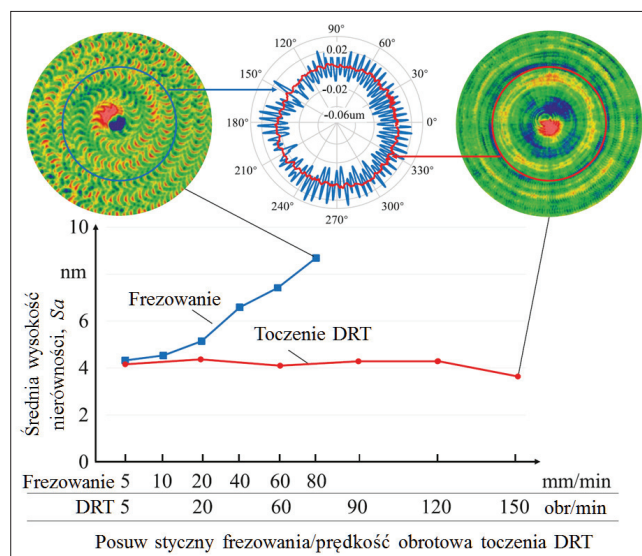 90°
120°
60°
0.02
150°
30°
-0.02
-0.06um
180°
0°
210°
330°
240°
300°
270°
10
nm
6
4
2
0
Średnia wysokość
nierówności, Sa
Frezowanie
Toczenie DRT
Frezowanie 5 10 20 40 60 80 mm/min
DRT 5 20 60 90 120 150 obr/min
Posuw styczny frezowania/prędkość obrotowa toczenia DRT